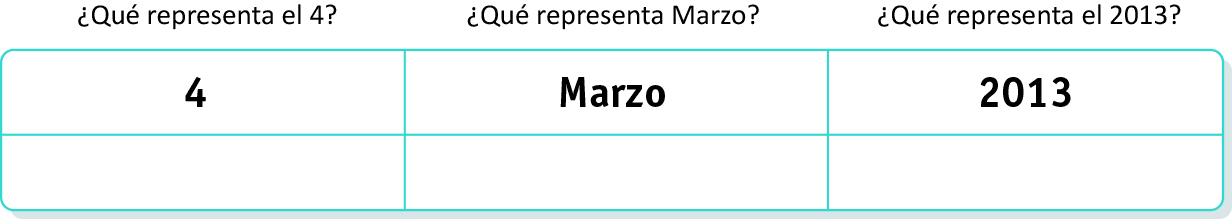 ¿Qué representa el 4? ¿Qué representa Marzo? ¿Qué representa el 2013?
4 Marzo 2013